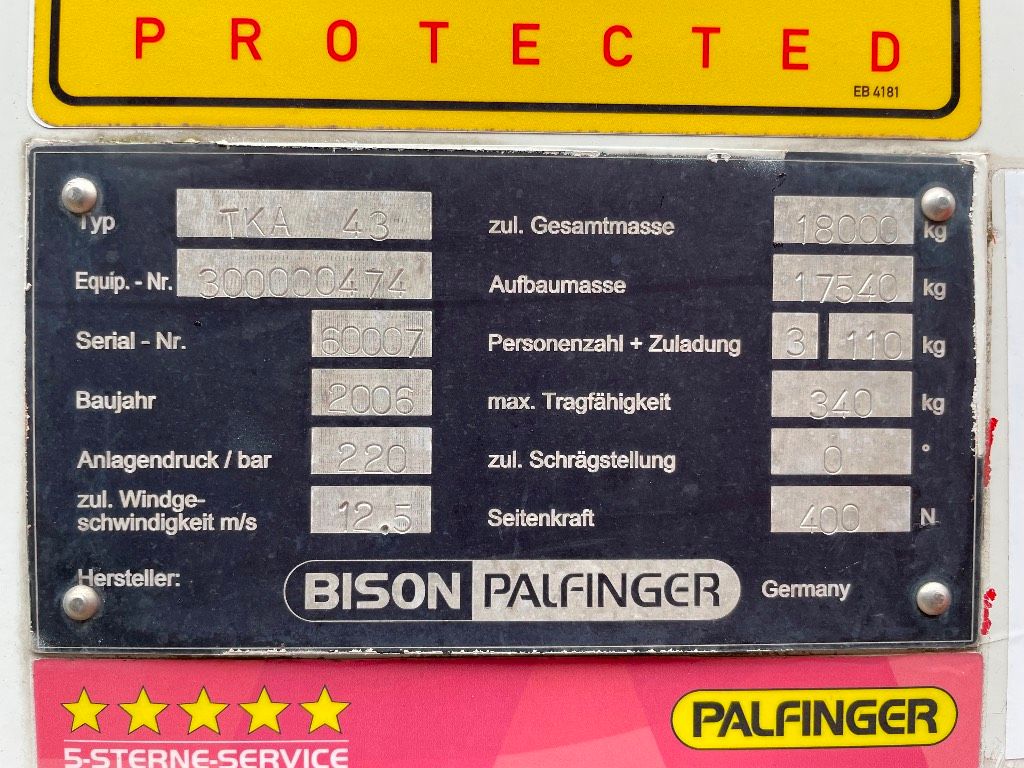 PROTECTED
EB 4181
Typ TKA 43
Equip. - Nr. 300000474
Serial - Nr. 60007
Baujahr 2006
Anlagendruck / bar 220
zul. Windge-
schwindigkeit m/s 12.5
zul. Gesamtmasse 18000 kg
Aufbaumasse 17540 kg
Personenzahl + Zuladung 3 110 kg
max. Tragfähigkeit 340 kg
zul. Schrägstellung 0 °
Seitenkraft 400 N
Hersteller: BISON PALFINGER Germany
PALFINGER
5-STERNE-SERVICE